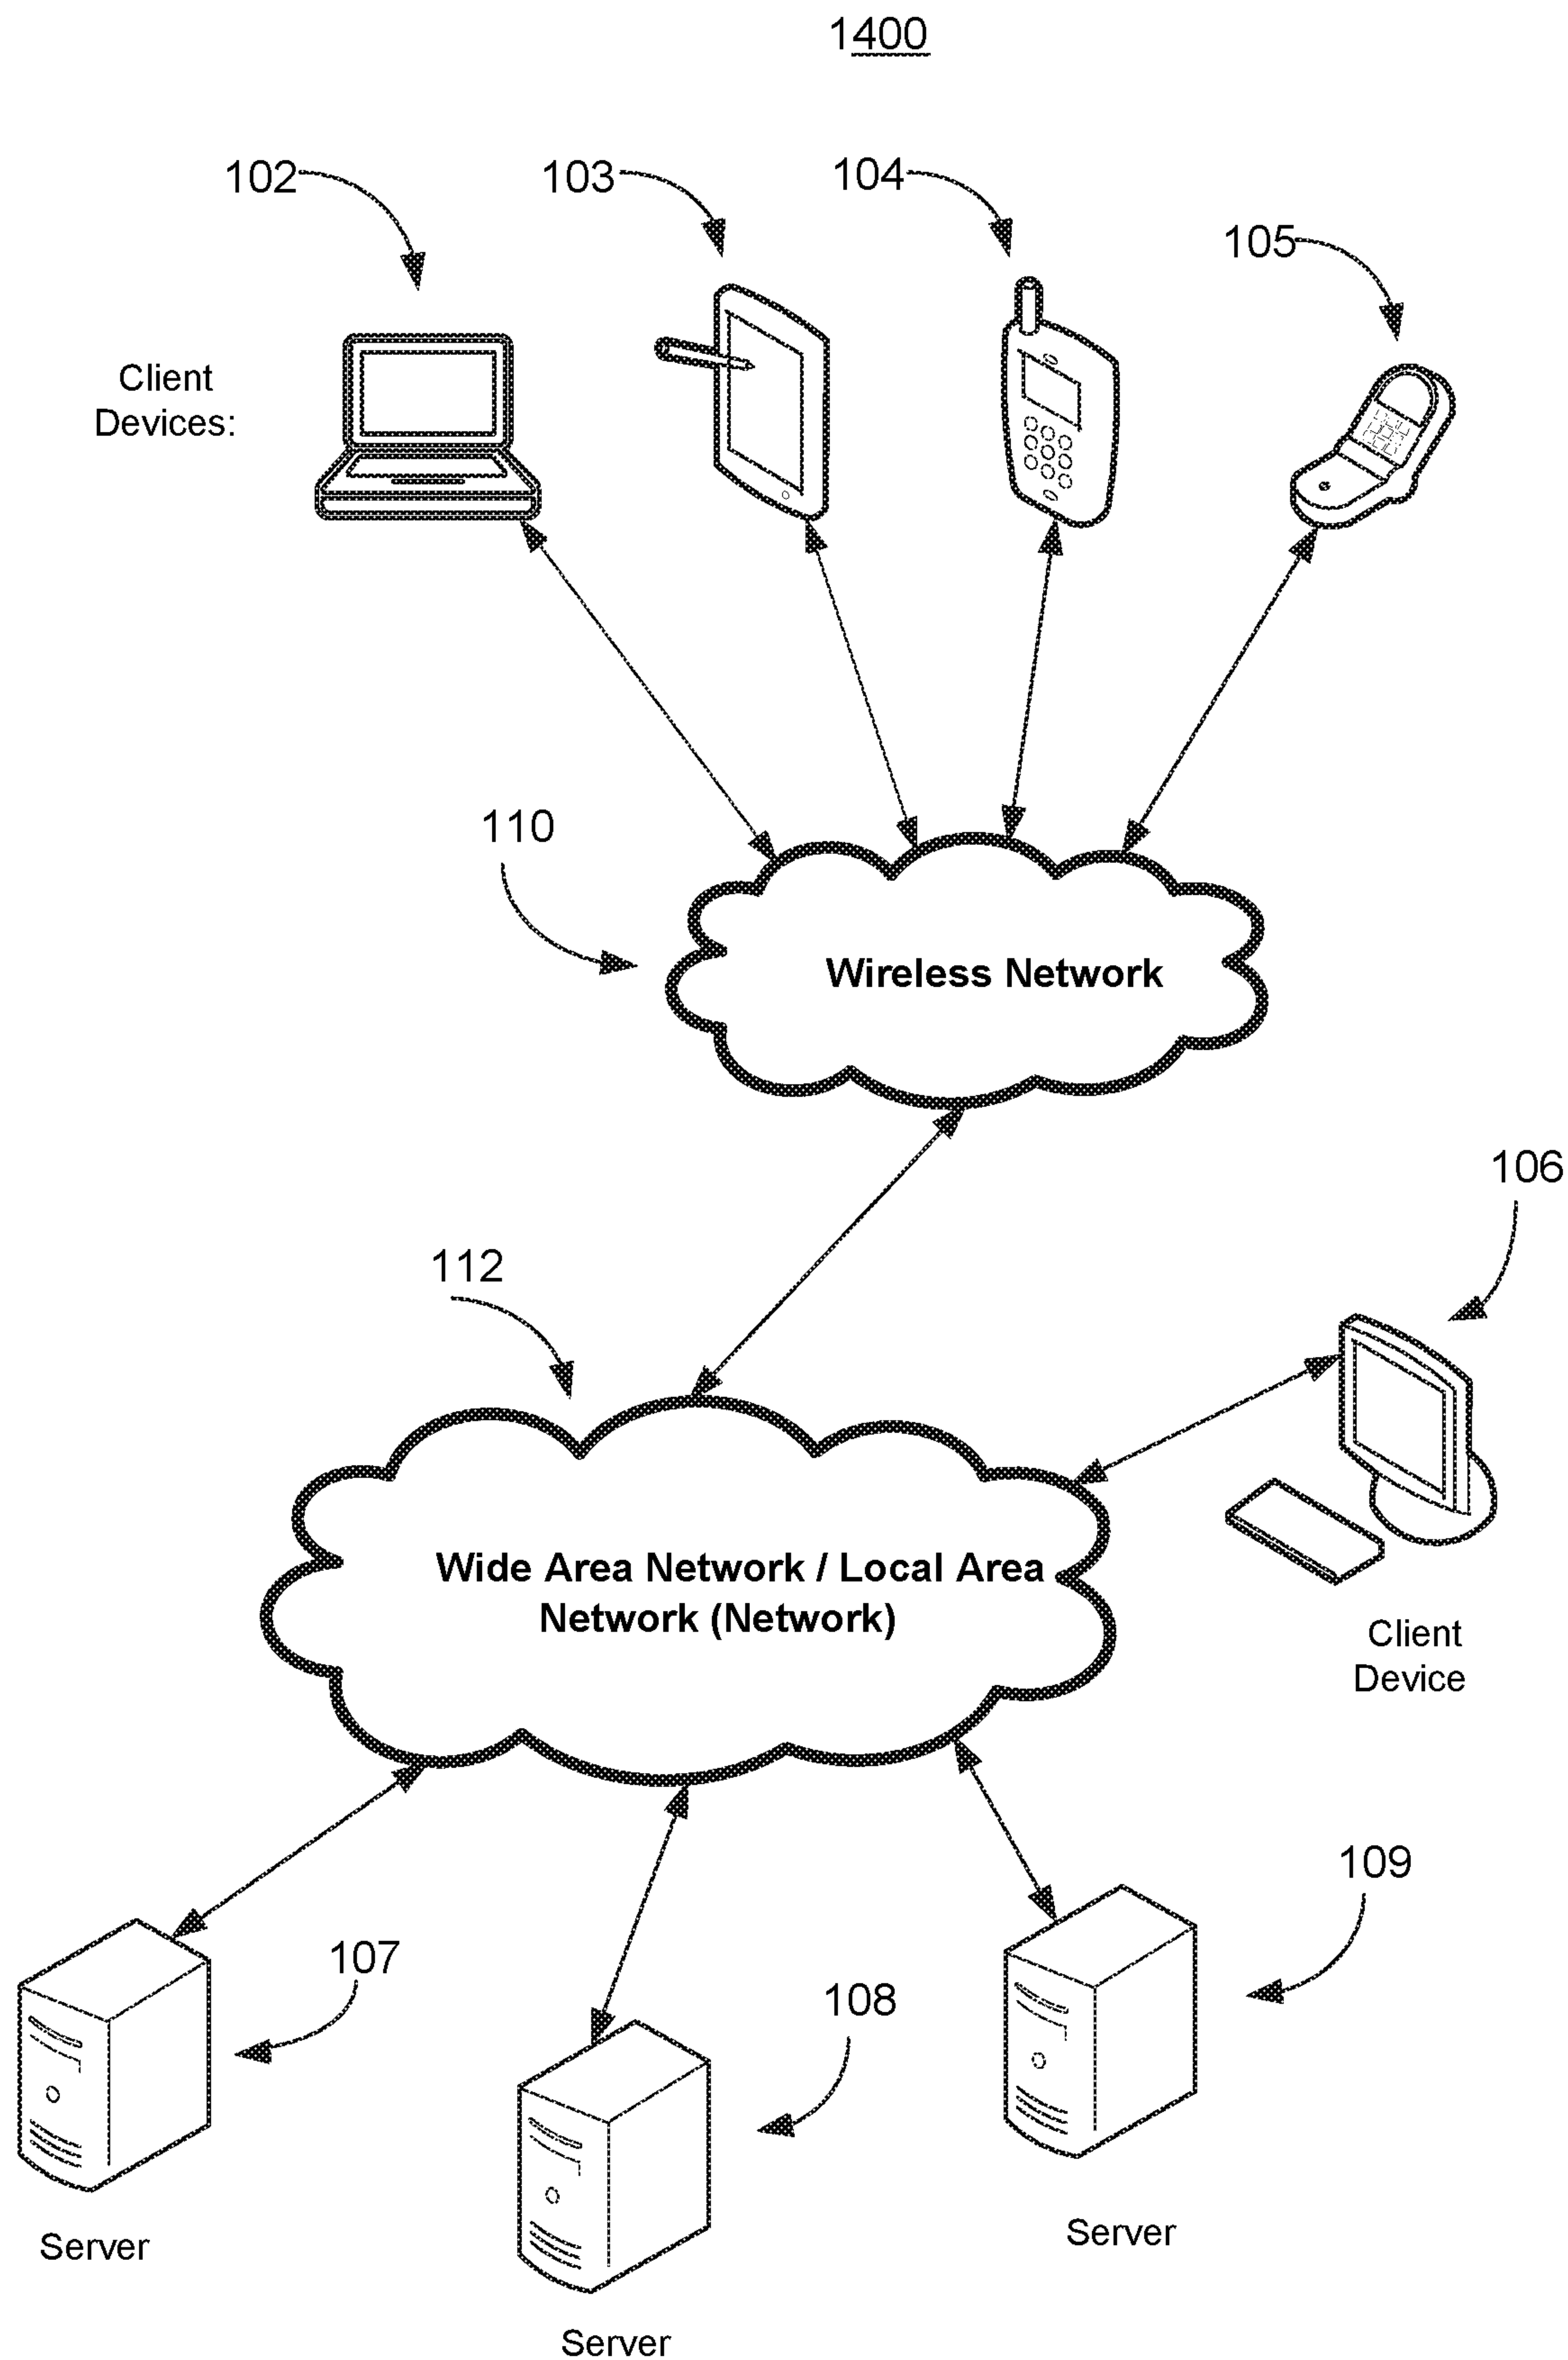 1400
102
103
104
105
Client
Devices:
110
Wireless Network
106
112
Wide Area Network / Local Area
Network (Network)
Client
Device
109
107
108
Server
Server
Server